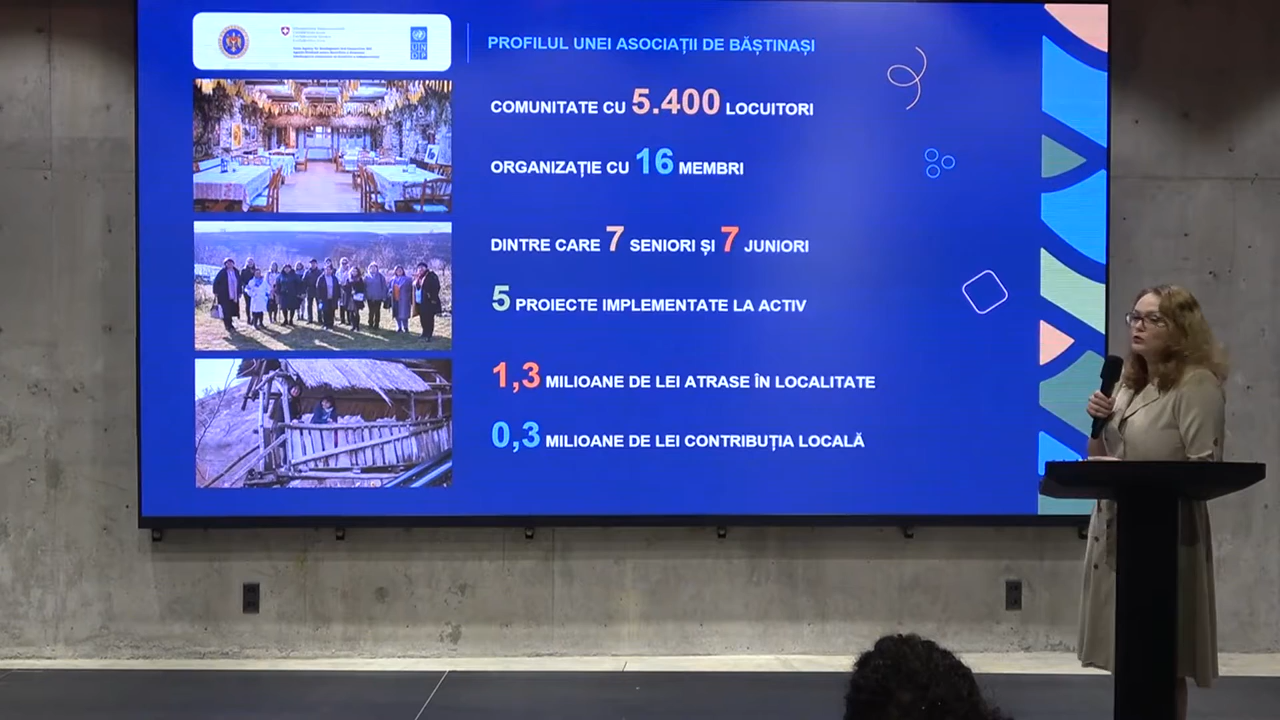 UN
DP
PROFILUL UNEI ASOCIAȚII DE BĂȘTINAȘI
COMUNITATE CU 5.400 LOCUITORI
ORGANIZAȚIE CU 16 MEMBRI
DINTRE CARE 7 SENIORI ȘI 7 JUNIORI
5 PROIECTE IMPLEMENTATE LA ACTIV
1,3 MILIOANE DE LEI ATRASE ÎN LOCALITATE
0,3 MILIOANE DE LEI CONTRIBUȚIA LOCALĂ